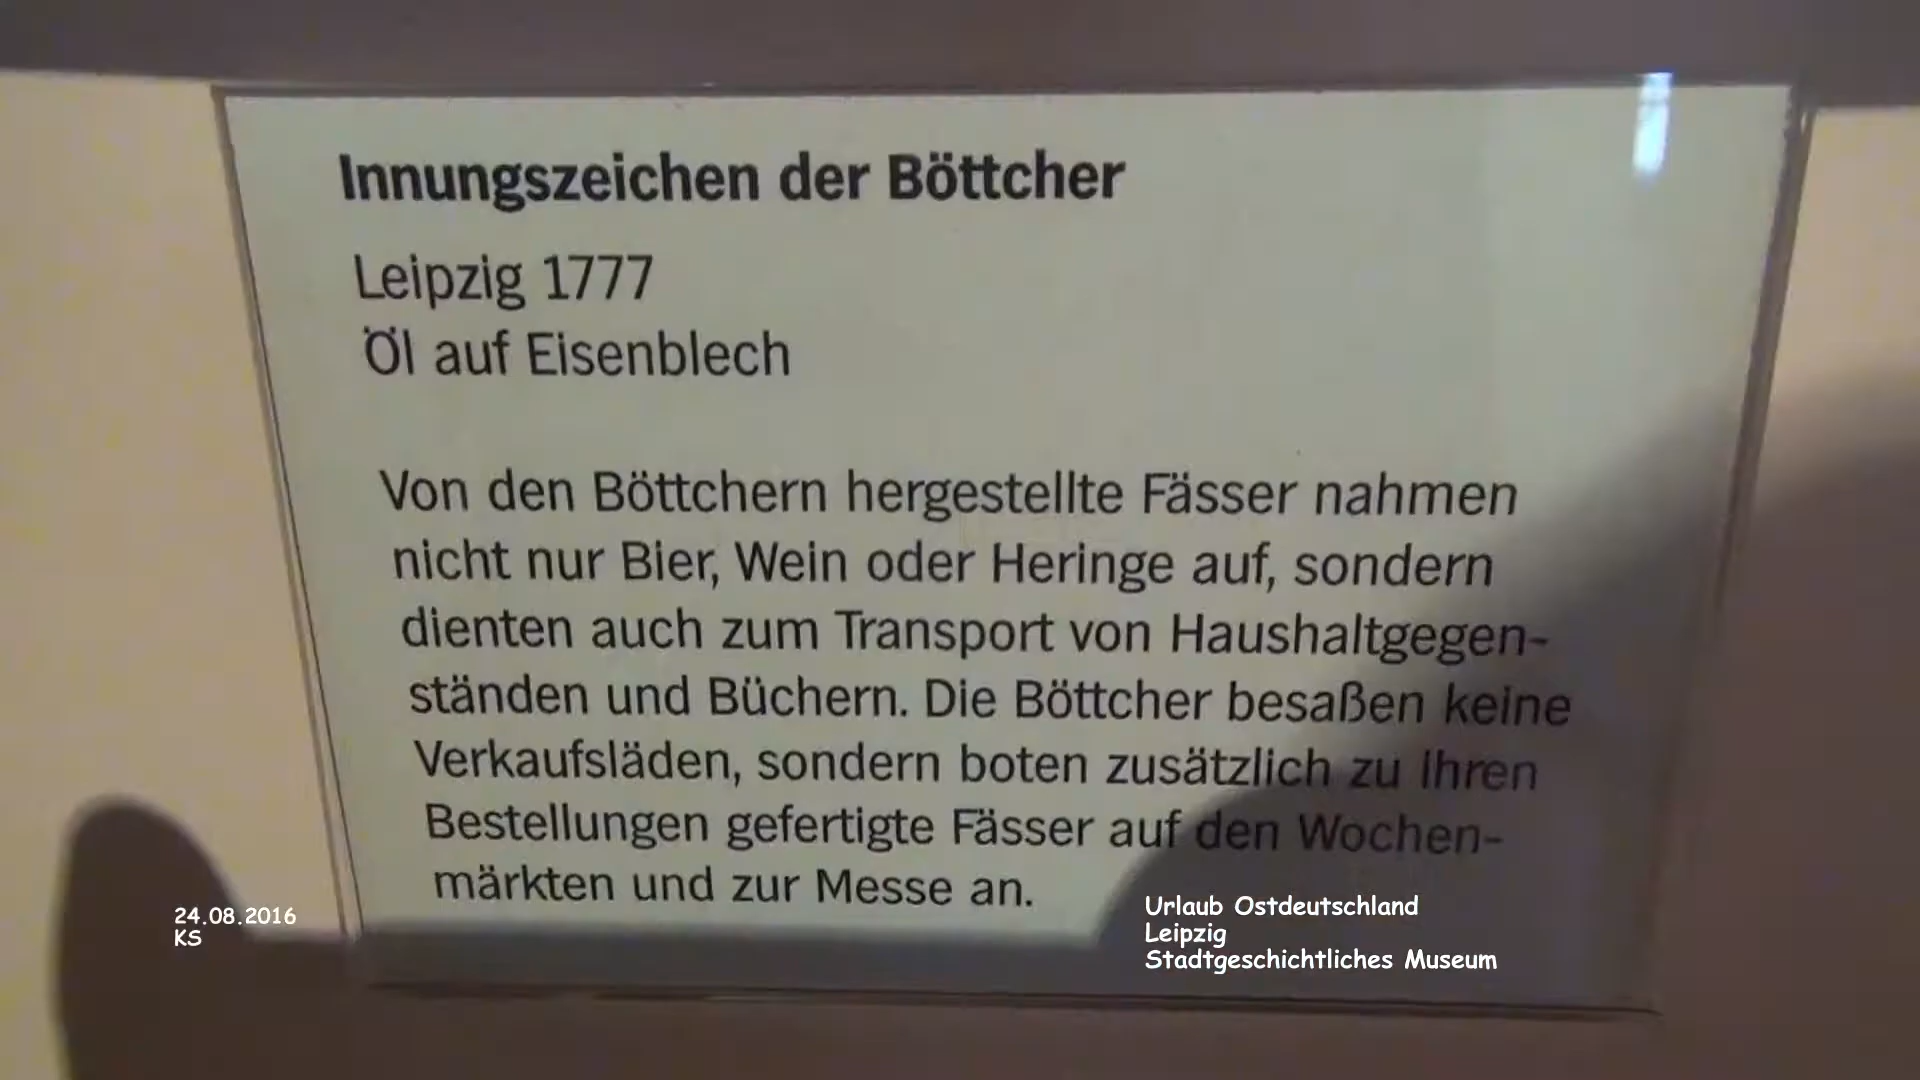 Innungszeichen der Böttcher
Leipzig 1777
Öl auf Eisenblech
Von den Böttchern hergestellte Fässer nahmen
nicht nur Bier, Wein oder Heringe auf, sondern
dienten auch zum Transport von Haushaltgegen-
ständen und Büchern. Die Böttcher besaßen keine
Verkaufsläden, sondern boten zusätzlich zu Ihren
Bestellungen gefertigte Fässer auf den Wochen-
märkten und zur Messe an.
24.08.2016
KS
Urlaub Ostdeutschland
Leipzig
Stadtgeschichtliches Museum